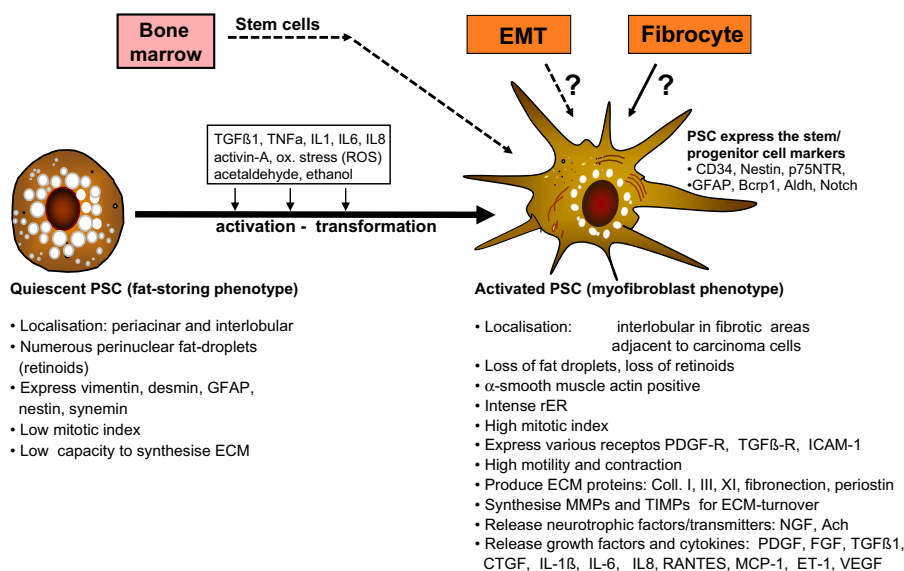 Bone
marrow
Stem cells
EMT
Fibrocyte
?
?
TGFß1, TNFa, IL1, IL6, IL8
activin-A, ox. stress (ROS)
acetaldehyde, ethanol
activation - transformation
PSC express the stem/
progenitor cell markers
• CD34, Nestin, p75NTR,
•GFAP, Bcrp1, Aldh, Notch
Quiescent PSC (fat-storing phenotype)
• Localisation: periacinar and interlobular
• Numerous perinuclear fat-droplets
(retinoids)
• Express vimentin, desmin, GFAP,
nestin, synemin
• Low mitotic index
• Low capacity to synthesise ECM
Activated PSC (myofibroblast phenotype)
• Localisation: interlobular in fibrotic areas
adjacent to carcinoma cells
• Loss of fat droplets, loss of retinoids
• α-smooth muscle actin positive
• Intense rER
• High mitotic index
• Express various receptos PDGF-R, TGFß-R, ICAM-1
• High motility and contraction
• Produce ECM proteins: Coll. I, III, XI, fibronection, periostin
• Synthesise MMPs and TIMPs for ECM-turnover
• Release neurotrophic factors/transmitters: NGF, Ach
• Release growth factors and cytokines: PDGF, FGF, TGFß1,
CTGF, IL-1ß, IL-6, IL8, RANTES, MCP-1, ET-1, VEGF